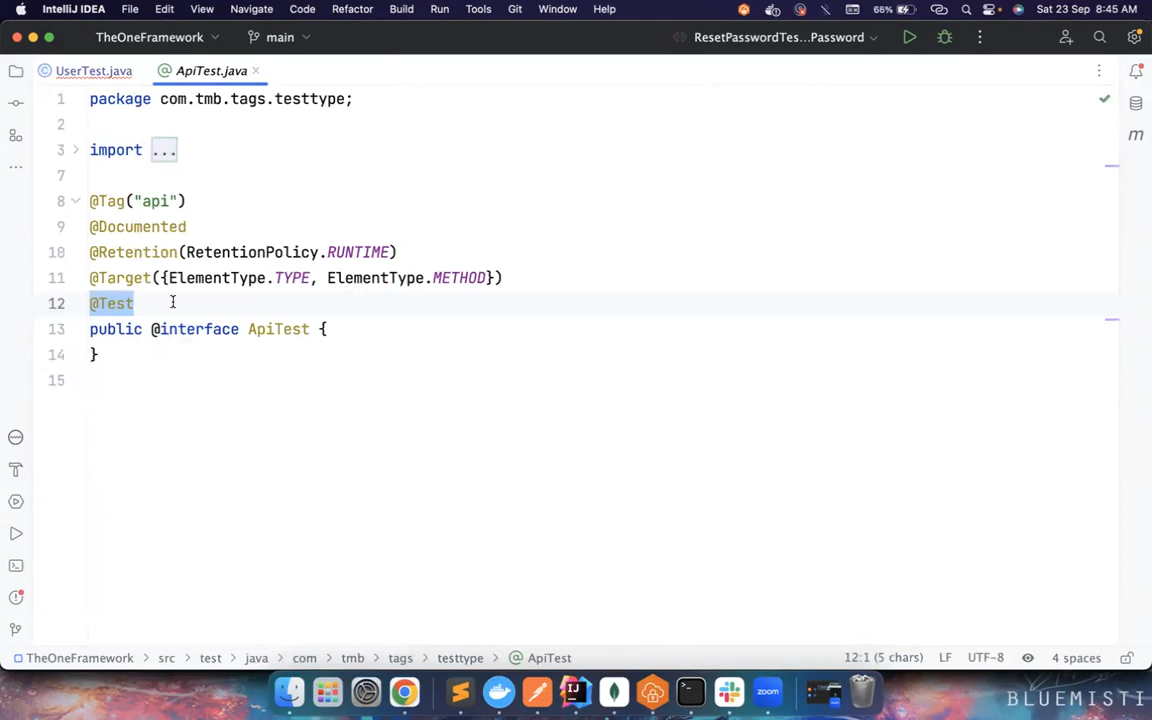 IntelliJ IDEA File Edit View Navigate Code Refactor Build Run Tools Git Window Help 66% Sat 23 Sep 8:45 AM
TheOneFramework main ResetPasswordTes...Password
UserTest.java ApiTest.java
1 package com.tmb.tags.testtype;
2
3 import ...
7
8 @Tag("api")
9 @Documented
10 @Retention(RetentionPolicy.RUNTIME)
11 @Target({ElementType.TYPE, ElementType.METHOD})
12 @Test
13 public @interface ApiTest {
14 }
15
TheOneFramework > src > test > java > com > tmb > tags > testtype > ApiTest 12:1 (5 chars) LF UTF-8 4 spaces
zoom
BLUEMISTI